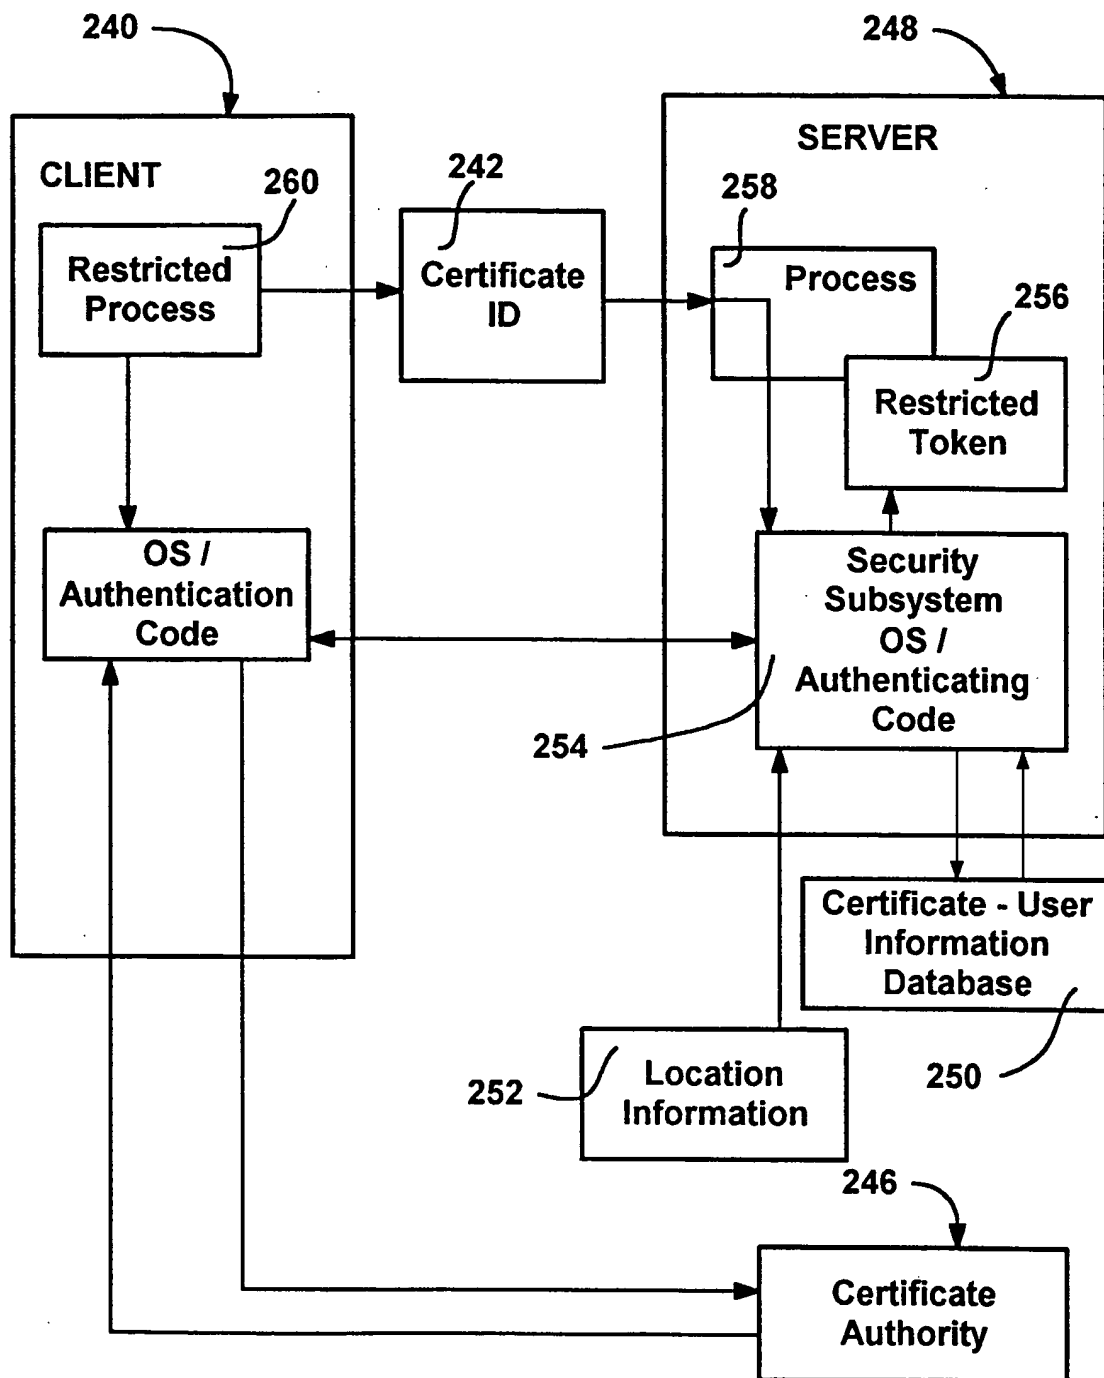 240
248
CLIENT
SERVER
242
260
258
Restricted
Process
Certificate
ID
Process
256
Restricted
Token
OS /
Authentication
Code
Security
Subsystem
OS /
Authenticating
Code
254
Certificate - User
Information
Database
252
Location
Information
250
246
Certificate
Authority